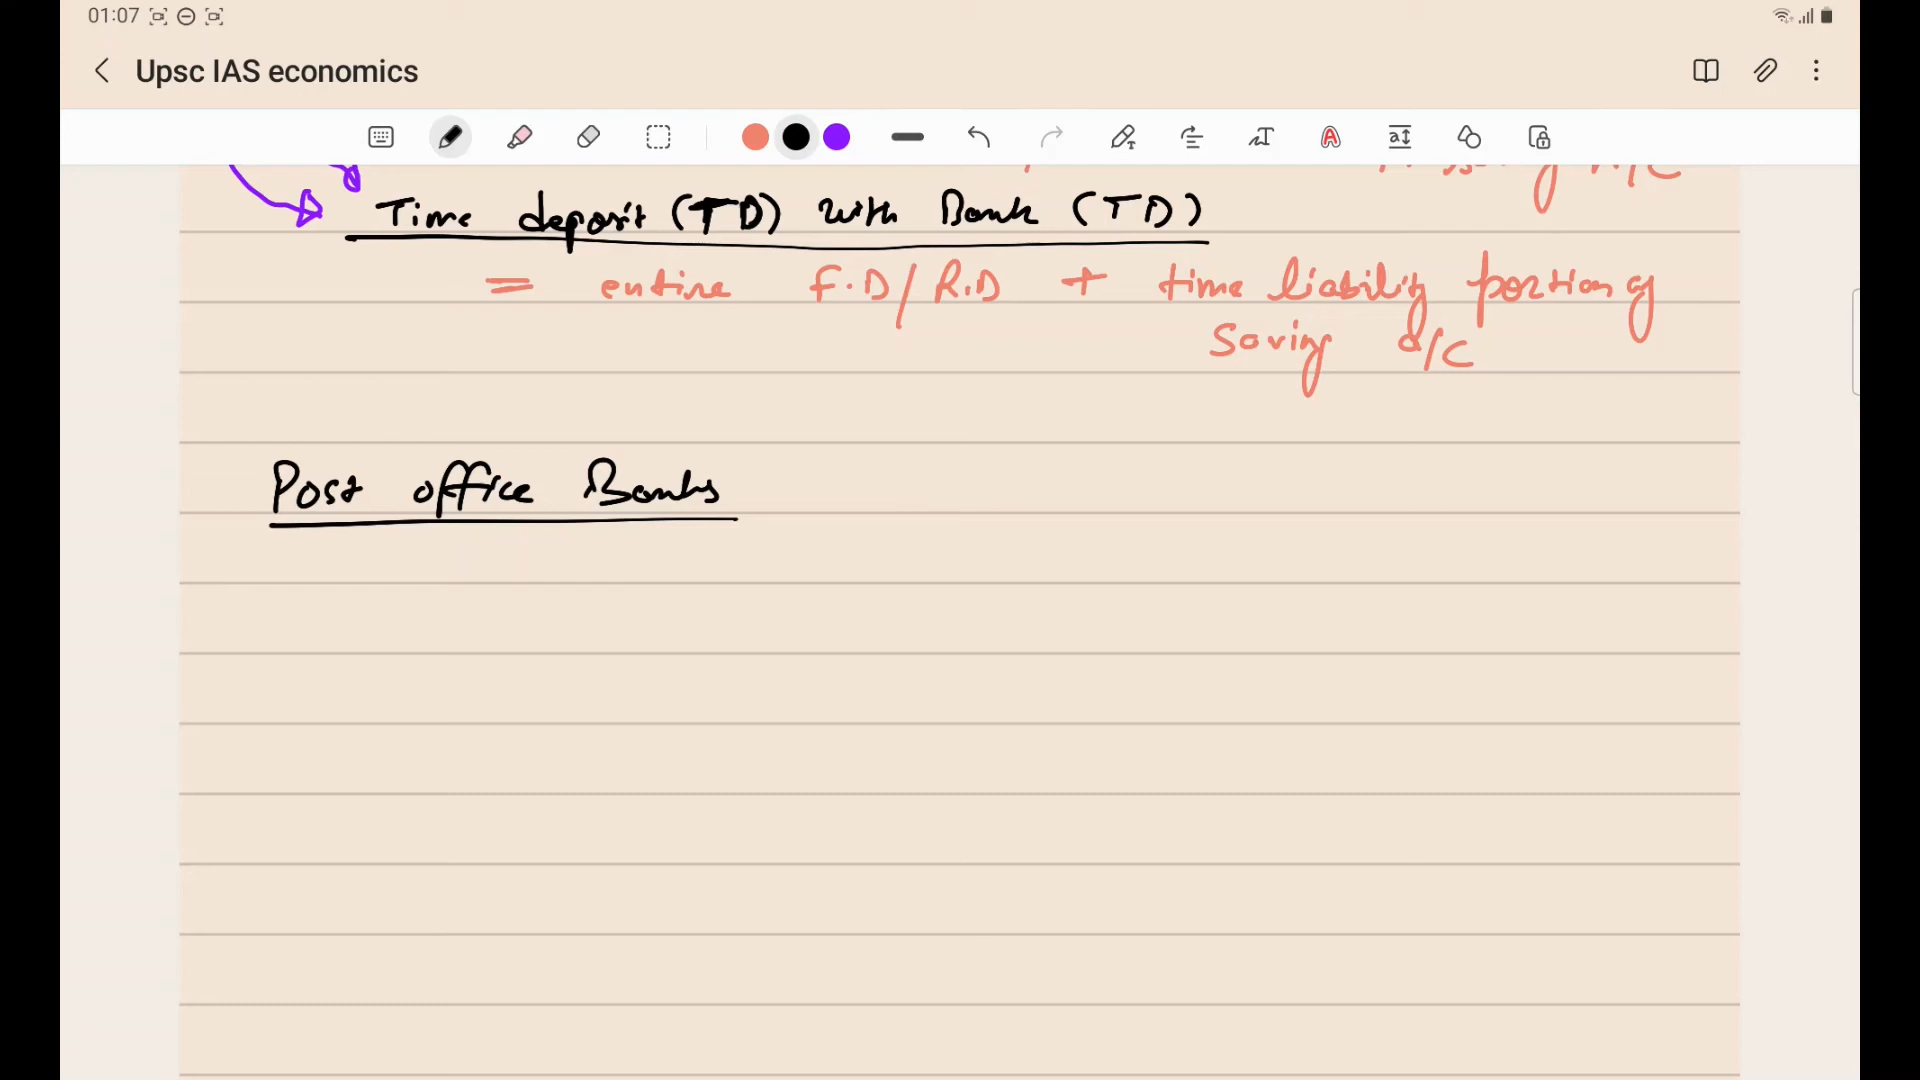 01:07
Upsc IAS economics
saving A/C
Time deposit (TD) with Bank (TD)
= entire F.D/R.D + time liability portion of
Saving a/c
Post office Banks